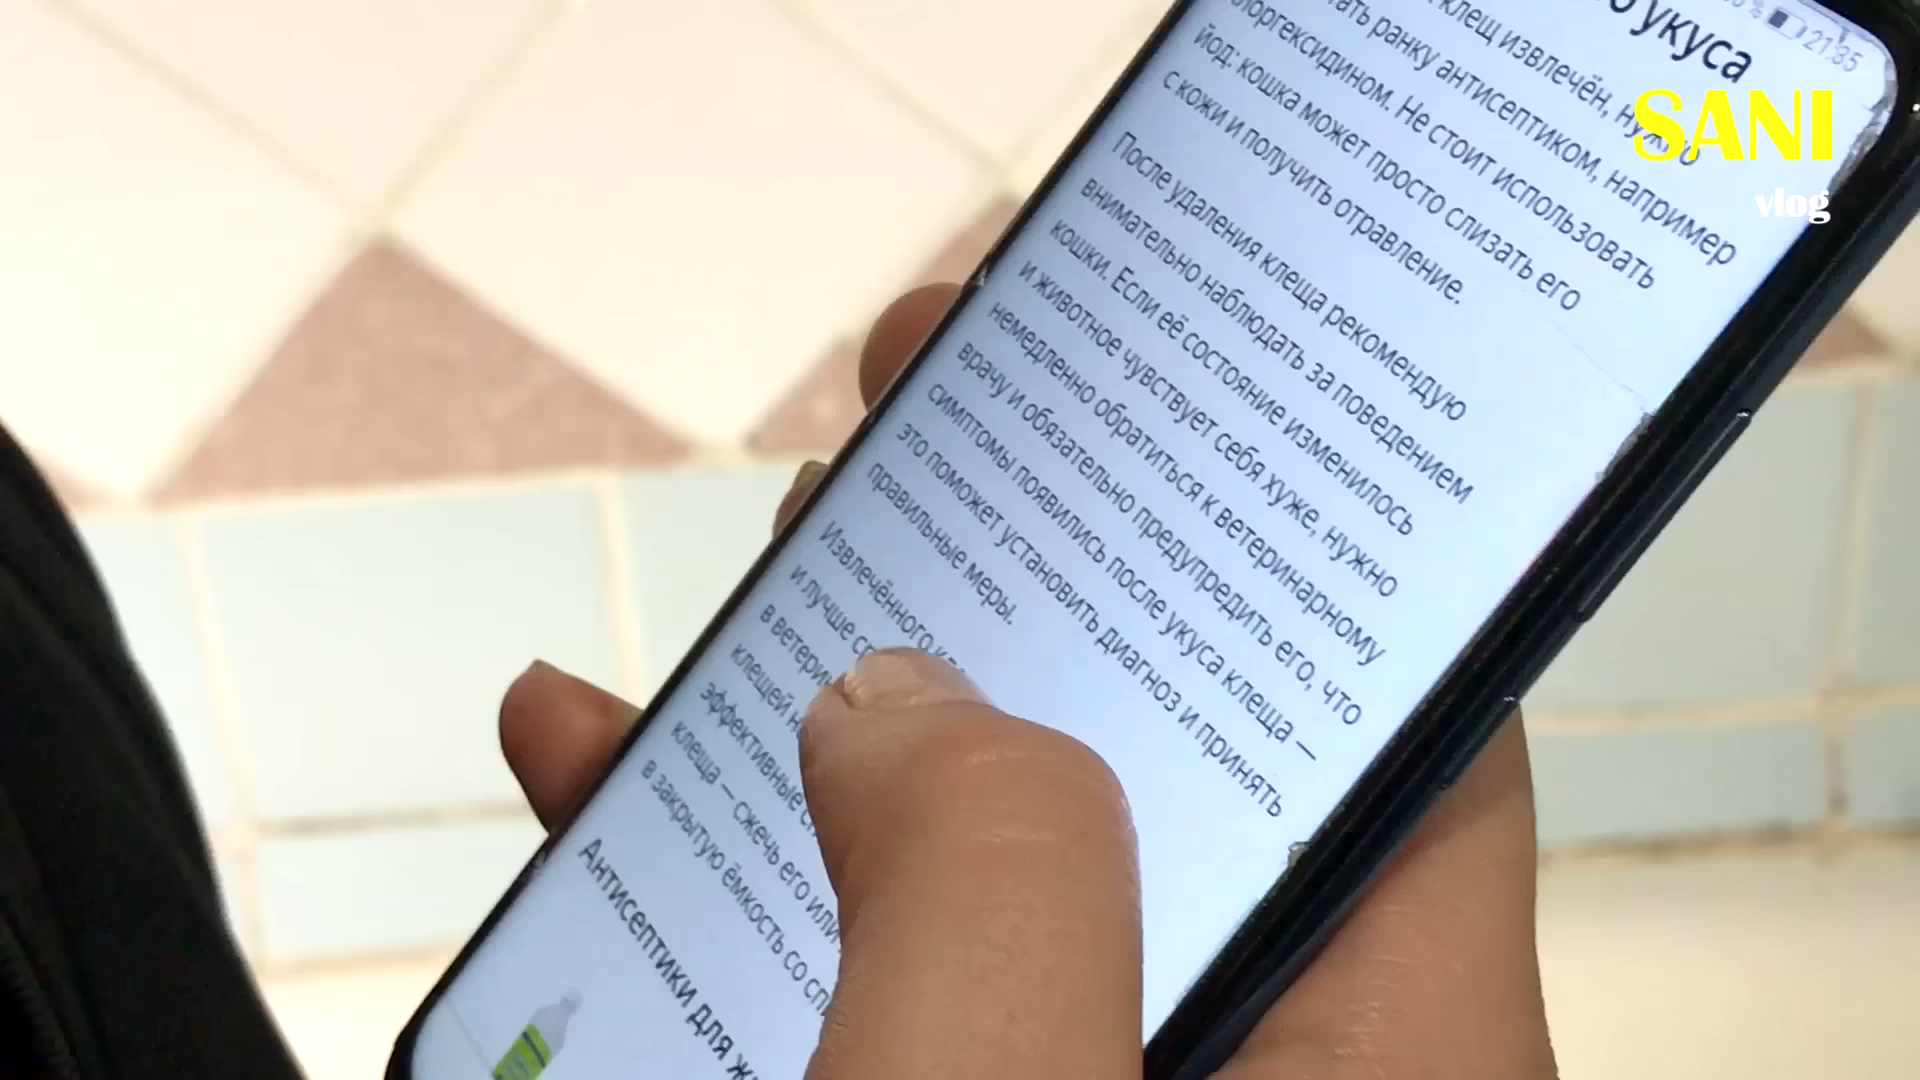 21:35
укуса
клещ извлечён, нужно
ранку антисептиком, например
Не стоит использовать
йод: кошка может просто слизать его
с кожи и получить отравление.
После удаления клеща рекомендую
внимательно наблюдать за поведением
кошки. Если её состояние изменилось
и животное чувствует себя хуже, нужно
немедленно обратиться к ветеринарному
врачу и обязательно предупредить его, что
симптомы появились после укуса клеща —
это поможет установить диагноз и принять
правильные меры.
Извлечённого
и лучше
в
клещей
эффективные
клеща — сжечь его или
в закрытую ёмкость со
Антисептики для
SANI
vlog